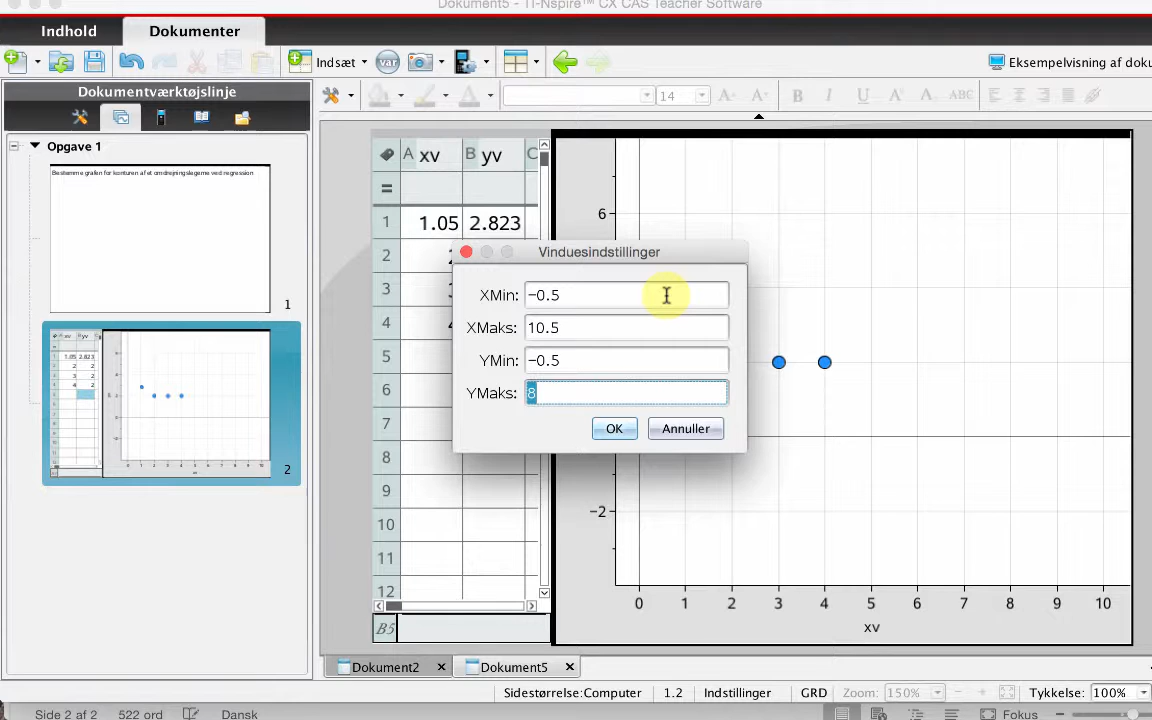 Dokument5 - TI-Nspire™ CX CAS Teacher Software
Indhold
Dokumenter
Indsæt
var
Eksempelvisning af doku
Dokumentværktøjslinje
14
A A B I U A A ABC
Opgave 1
Bestemme grafen for konturen af et omdrejningslegeme ved regression
1
2
A xv B yv C
=
1 1.05 2.823
2
3
4
5
6
7
8
9
10
11
12
B5
6
-2
0 1 2 3 4 5 6 7 8 9 10
xv
Vinduesindstillinger
XMin: -0.5
XMaks: 10.5
YMin: -0.5
YMaks: 8
OK Annuller
Dokument2
Dokument5
Sidestørrelse:Computer 1.2 Indstillinger GRD Zoom: 150% Tykkelse: 100%
Side 2 af 2 522 ord Dansk Fokus